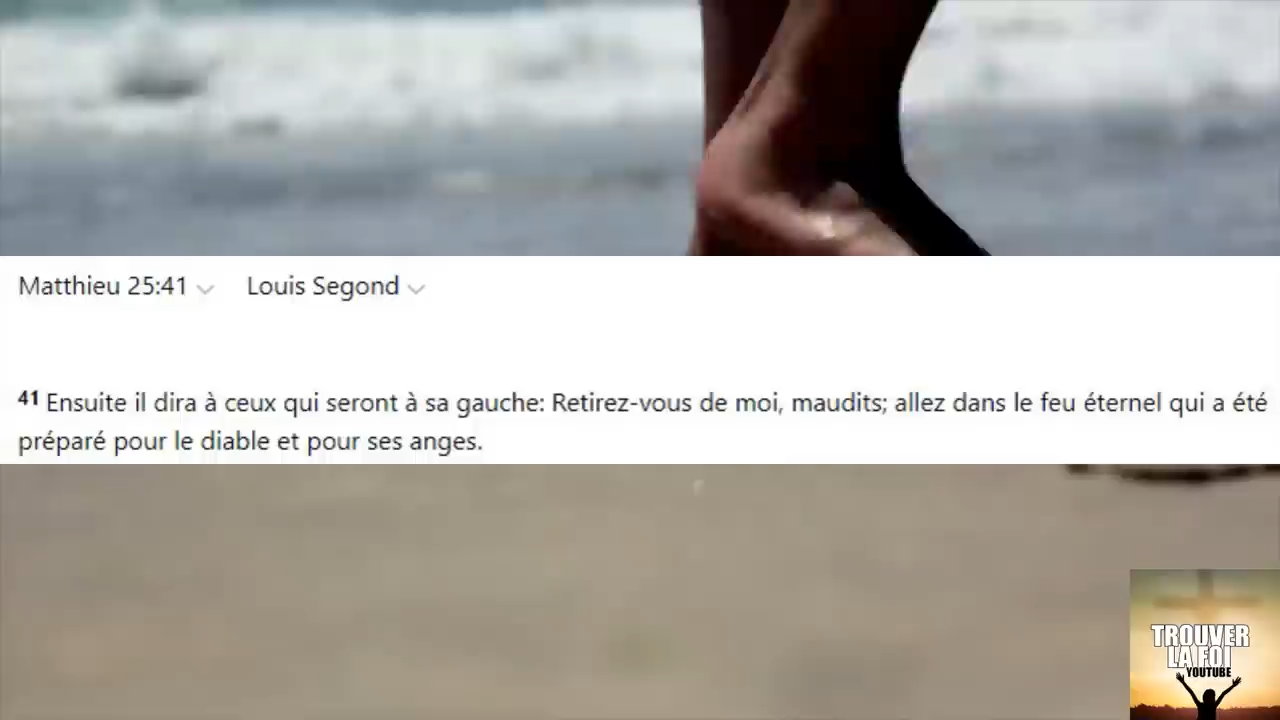 Matthieu 25:41 Louis Segond
41 Ensuite il dira à ceux qui seront à sa gauche: Retirez-vous de moi, maudits; allez dans le feu éternel qui a été
préparé pour le diable et pour ses anges.
TROUVER
LA FOI
YOUTUBE